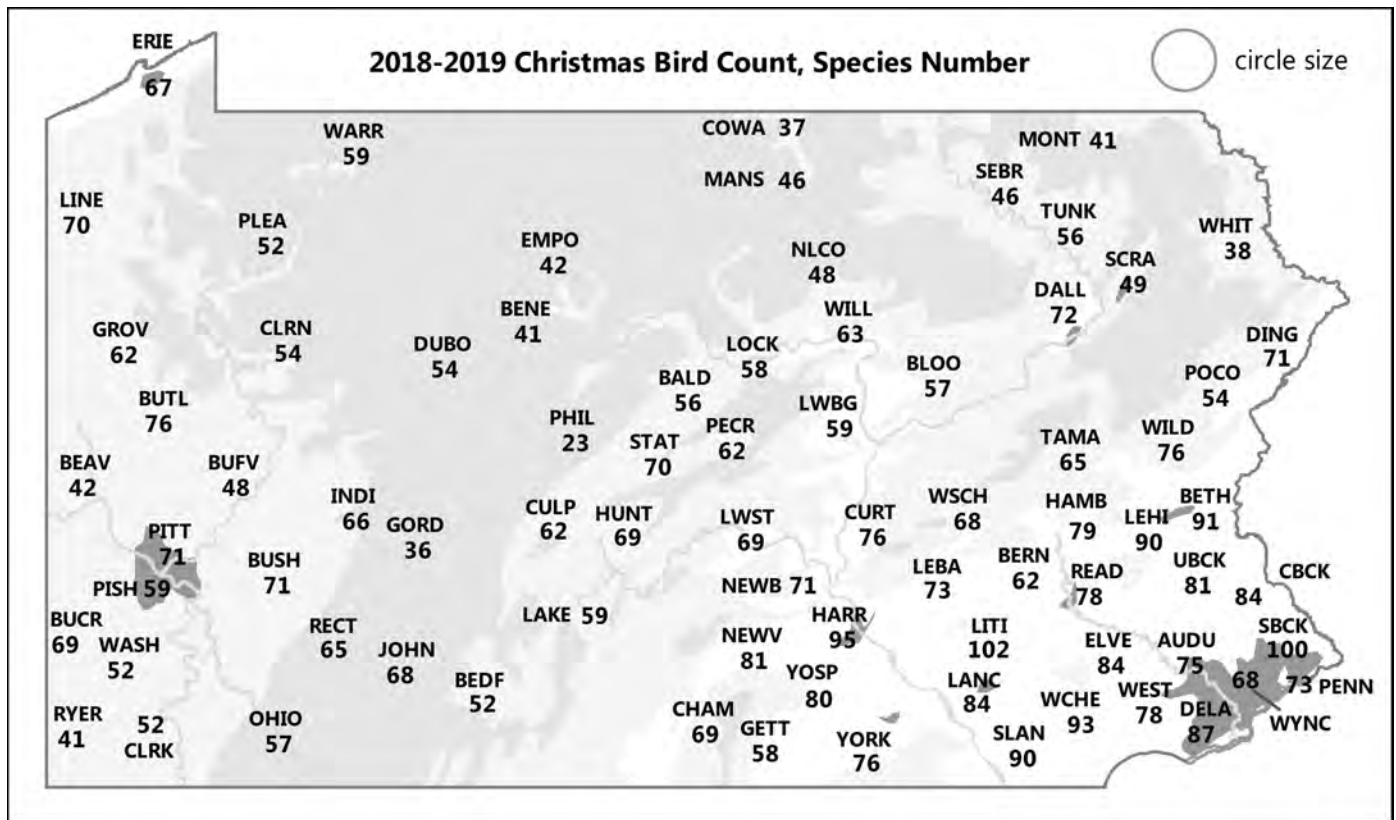 ERIE
67
2018-2019 Christmas Bird Count, Species Number
circle size
WARR
59
COWA 37
MONT 41
MANS 46
SEBR
46
LINE
70
PLEA
52
TUNK
56
WHIT
38
EMPO
42
NLCO
48
SCRA
49
DALL
72
BENE
41
WILL
63
GROV
62
CLRN
54
DUBO
54
LOCK
58
DING
71
BLOO
57
POCO
54
BALD
56
BUTL
76
LWBG
59
PHIL
23
PECR
62
STAT
70
WILD
76
TAMA
65
BEAV
42
BUFV
48
INDI
66
GORD
36
CULP
62
HUNT
69
LWST
69
CURT
76
WSCH
68
HAMB
79
BETH
91
LEHI
90
PITT
71
BUSH
71
PISH 59
NEWB 71
LEBA
73
BERN
62
READ
78
UBCK
81
CBCK
84
LAKE 59
HARR
95
BUCR
69
WASH
52
RECT
65
JOHN
68
NEWV
81
LITI
102
ELVE
84
AUDU
75
SBCK
100
BEDF
52
YOSP
80
LANC
84
WCHE
93
WEST
78
68
WYNC
73 PENN
DELA
87
RYER
41
52
CLRK
OHIO
57
CHAM
69
GETT
58
YORK
76
SLAN
90